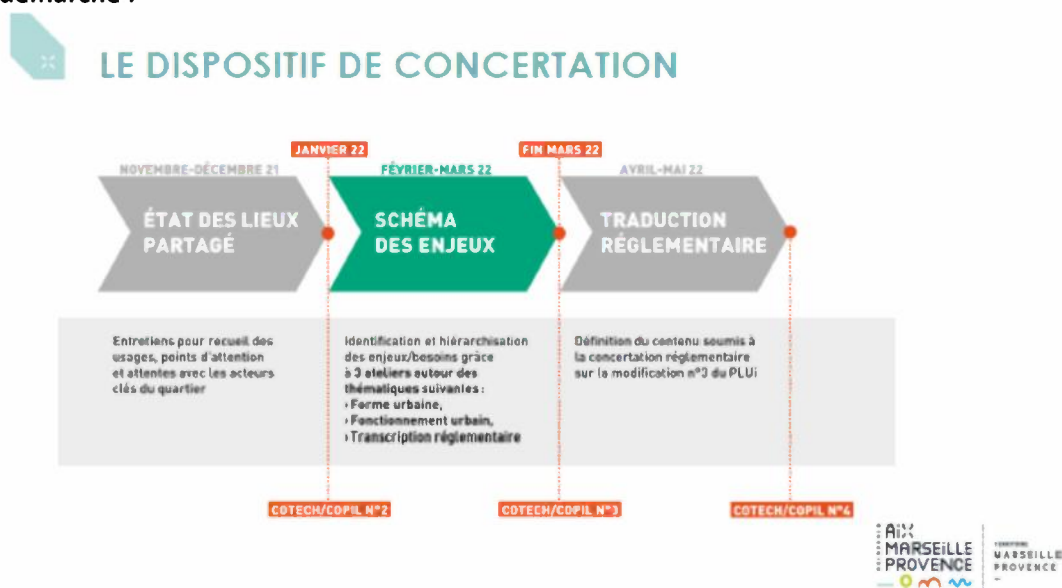 démarche :
LE DISPOSITIF DE CONCERTATION
JANVIER 22
FIN MARS 22
NOVEMBRE-DÉCEMBRE 21
FÉVRIER-MARS 22
AVRIL-MAI 22
ÉTAT DES LIEUX
PARTAGÉ
SCHÉMA
DES ENJEUX
TRADUCTION
RÉGLEMENTAIRE
Entretiens pour recueil des
usages, points d'attention
et attentes avec les acteurs
clés du quartier
Identification et hiérarchisation
des enjeux/besoins grâce
à 3 ateliers autour des
thématiques suivantes :
› Forme urbaine,
› Fonctionnement urbain,
› Transcription réglementaire
Définition du contenu soumis à
la concertation réglementaire
sur la modification n°3 du PLUi
COTECH/COPIL N°2
COTECH/COPIL N°3
COTECH/COPIL N°4
AIX
MARSEILLE
PROVENCE
MARSEILLE
PROVENCE